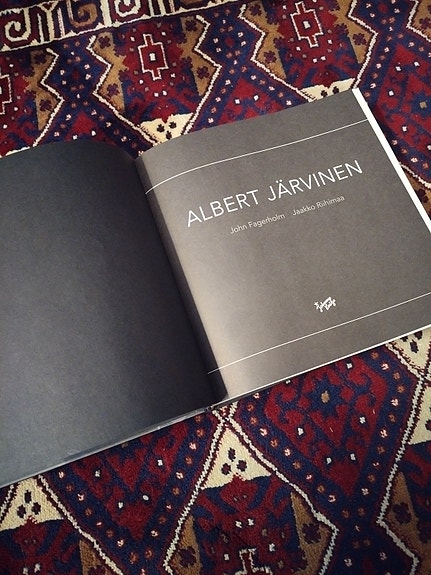 ALBERT JÄRVINEN
John Fagerholm Jaakko Riihimaa